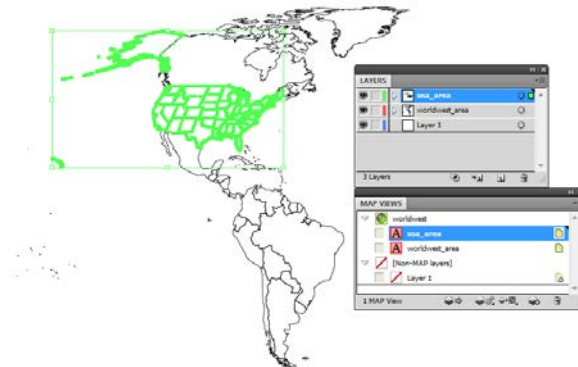 LAYERS
usa_area
worldwest_area
Layer 1
3 Layers
MAP VIEWS
worldwest
A usa_area
A worldwest_area
[Non-MAP layers]
Layer 1
1 MAP View